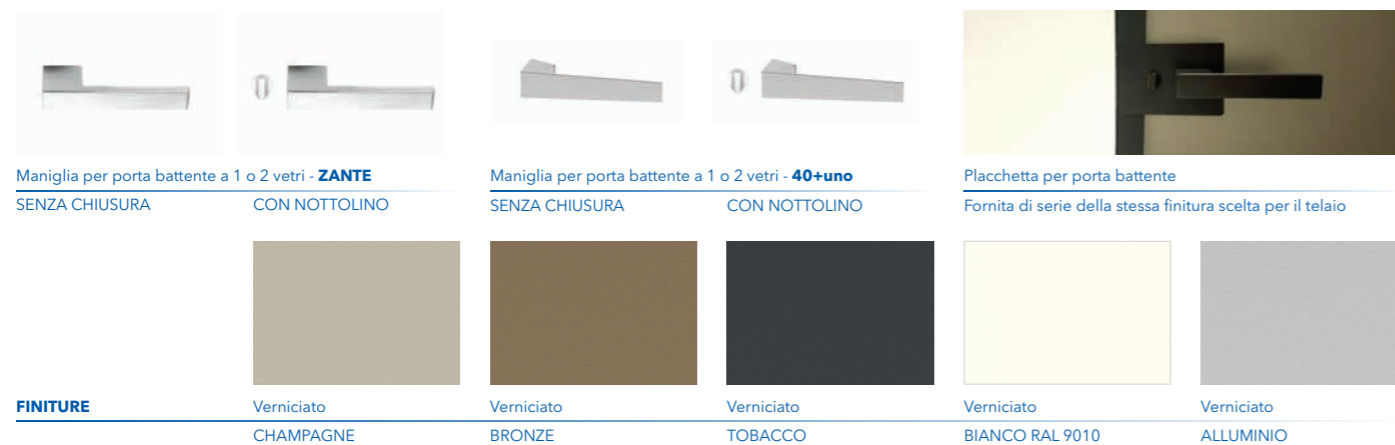 Maniglia per porta battente a 1 o 2 vetri - ZANTE
SENZA CHIUSURA
CON NOTTOLINO
Maniglia per porta battente a 1 o 2 vetri - 40+uno
SENZA CHIUSURA
CON NOTTOLINO
Placchetta per porta battente
Fornita di serie della stessa finitura scelta per il telaio
FINITURE
Verniciato
CHAMPAGNE
Verniciato
BRONZE
Verniciato
TOBACCO
Verniciato
BIANCO RAL 9010
Verniciato
ALLUMINIO